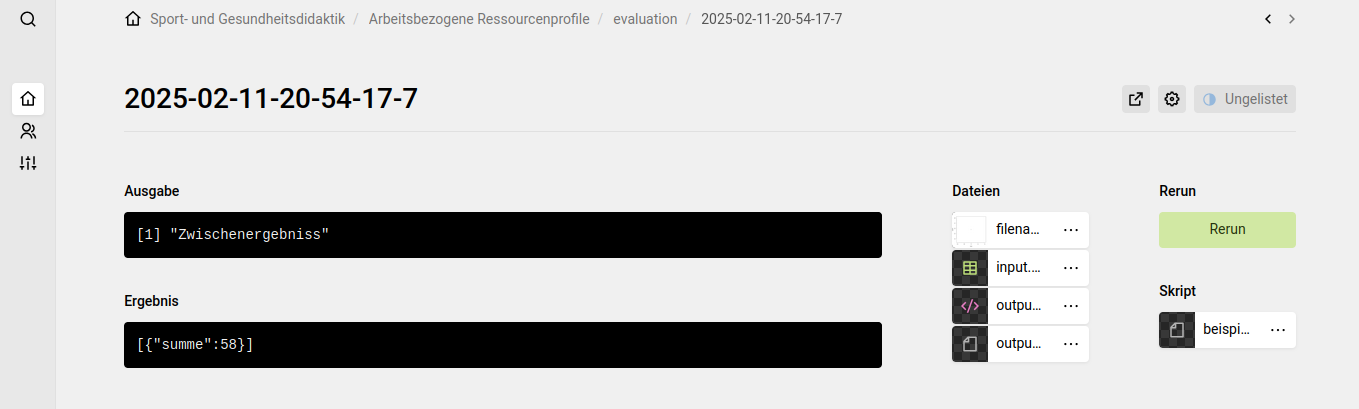 Sport- und Gesundheitsdidaktik / Arbeitsbezogene Ressourcenprofile / evaluation / 2025-02-11-20-54-17-7
2025-02-11-20-54-17-7
Ungelistet
Ausgabe
[1] "Zwischenergebniss"
Ergebnis
[{"summe":58}]
Dateien
filena...
input....
outpu...
outpu...
Rerun
Rerun
Skript
beispi...